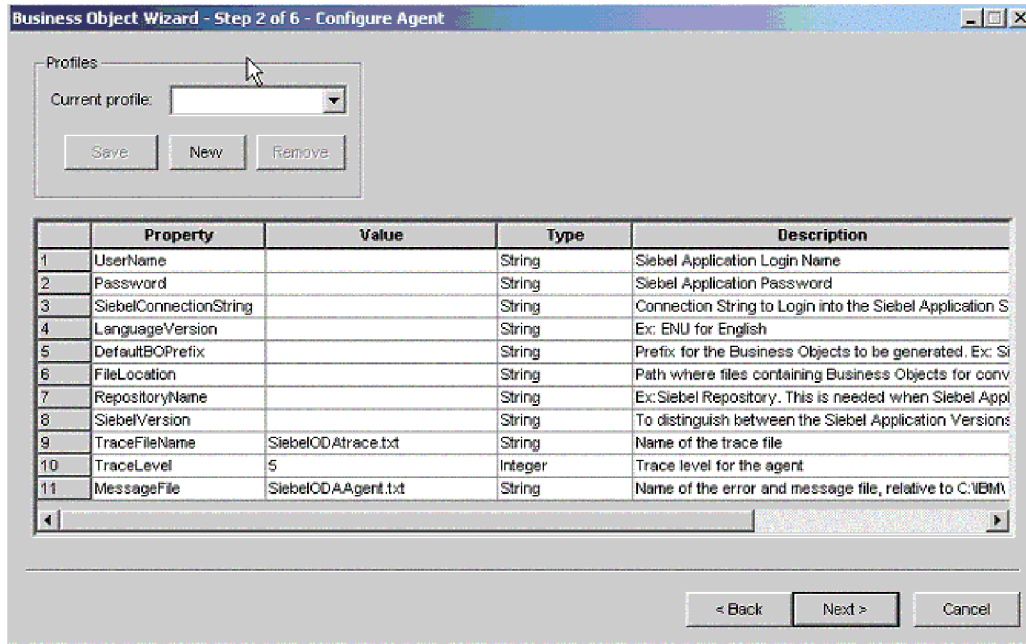 Business Object Wizard - Step 2 of 6 - Configure Agent
Profiles
Current profile:
Save New Remove
Property Value Type Description
1 UserName String Siebel Application Login Name
2 Password String Siebel Application Password
3 SiebelConnectionString String Connection String to Login into the Siebel Application S
4 LanguageVersion String Ex: ENU for English
5 DefaultBOPrefix String Prefix for the Business Objects to be generated. Ex: Si
6 FileLocation String Path where files containing Business Objects for conv
7 RepositoryName String Ex:Siebel Repository. This is needed when Siebel Appl
8 SiebelVersion String To distinguish between the Siebel Application Versions
9 TraceFileName SiebelODAtrace.txt String Name of the trace file
10 TraceLevel 5 Integer Trace level for the agent
11 MessageFile SiebelODAAgent.txt String Name of the error and message file, relative to C:\IBM\
< Back Next > Cancel